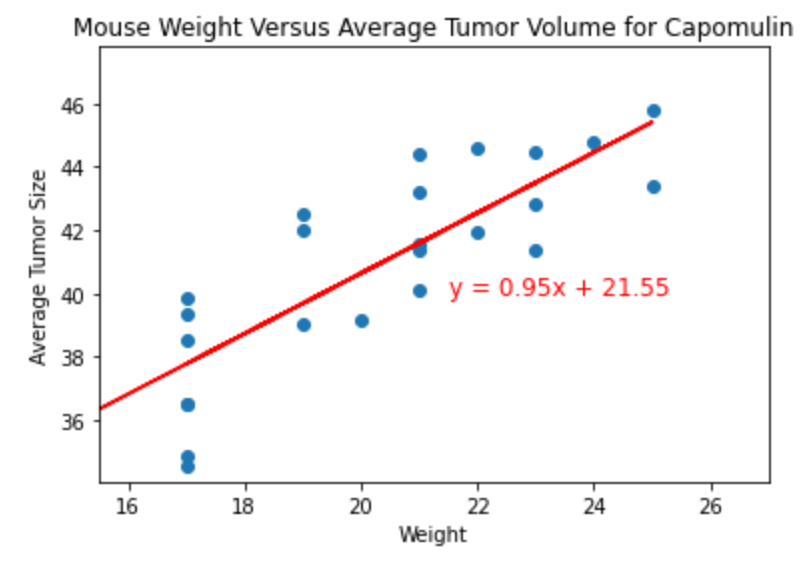 Mouse Weight Versus Average Tumor Volume for Capomulin
Average Tumor Size
46
44
42
40
38
36
y = 0.95x + 21.55
16 18 20 22 24 26
Weight